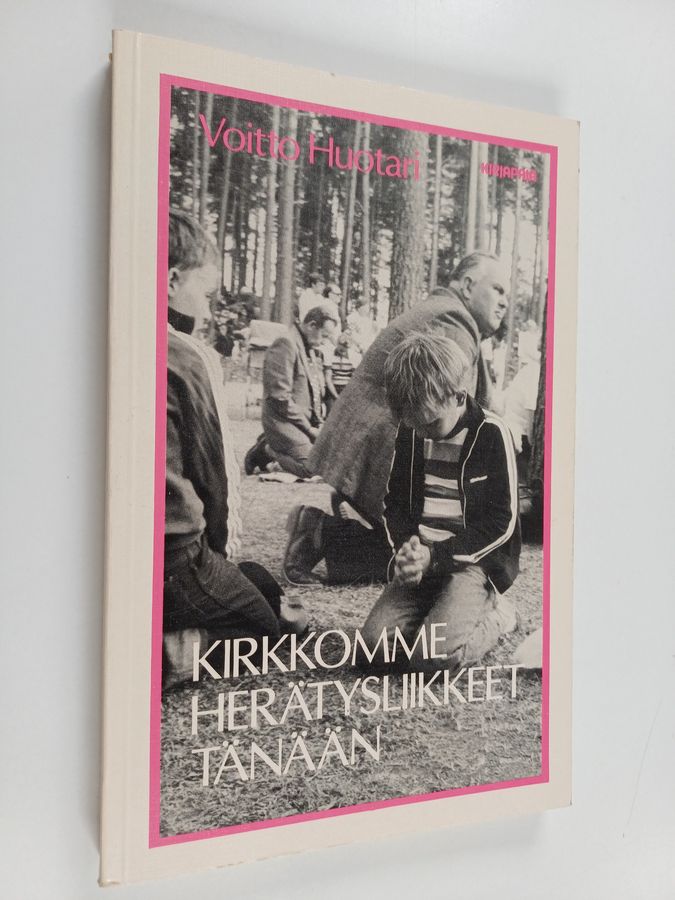 Voitto Huotari
KIRJAPAJA
KIRKKOMME
HERÄTYSLIIKKEET
TÄNÄÄN